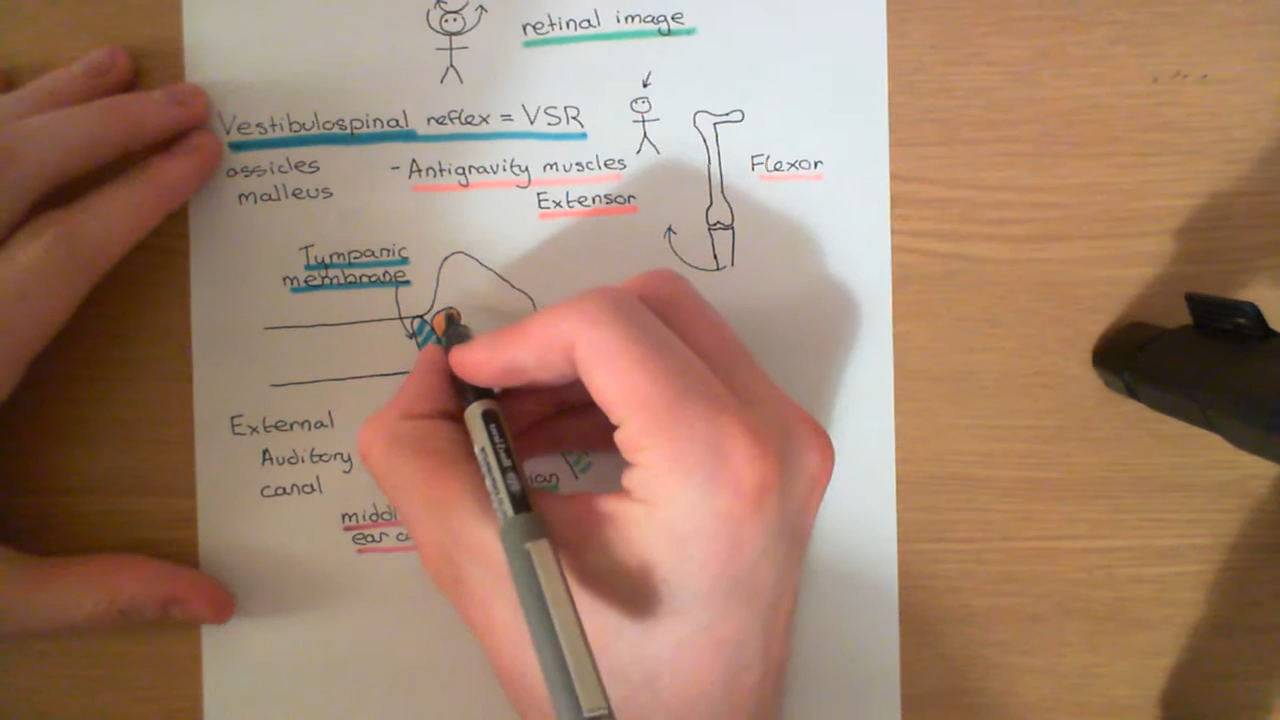 retinal image
Vestibulospinal reflex = VSR
ossicles
malleus
- Antigravity muscles
Extensor
Flexor
Tympanic
membrane
External
Auditory
canal